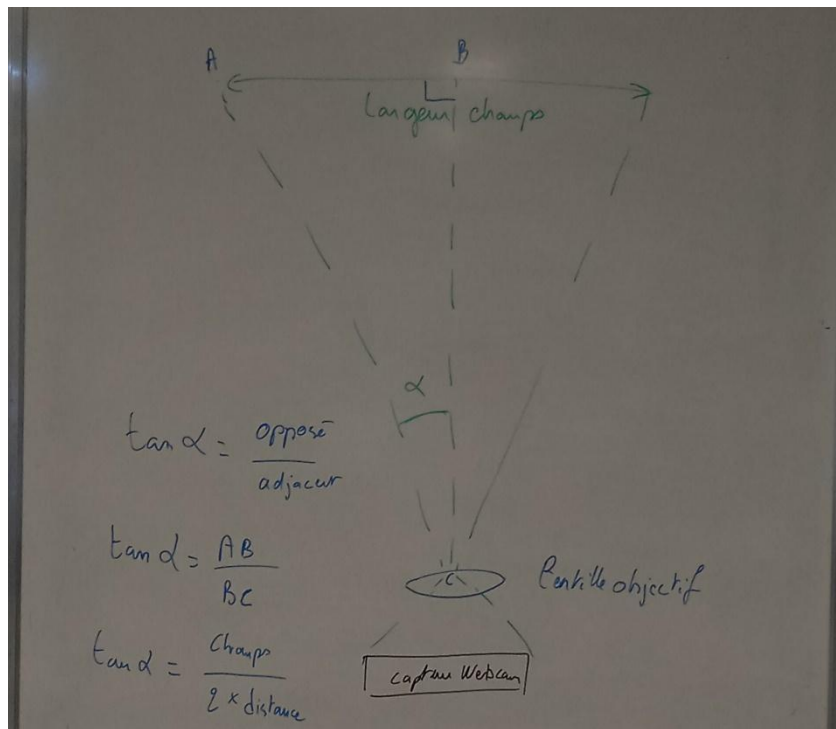 A
B
Largeur champs
α
tan α = opposé
adjacent
tan α = AB
BC
C
Lentille objectif
tan α = Champs
2 x distance
capteur Webcam